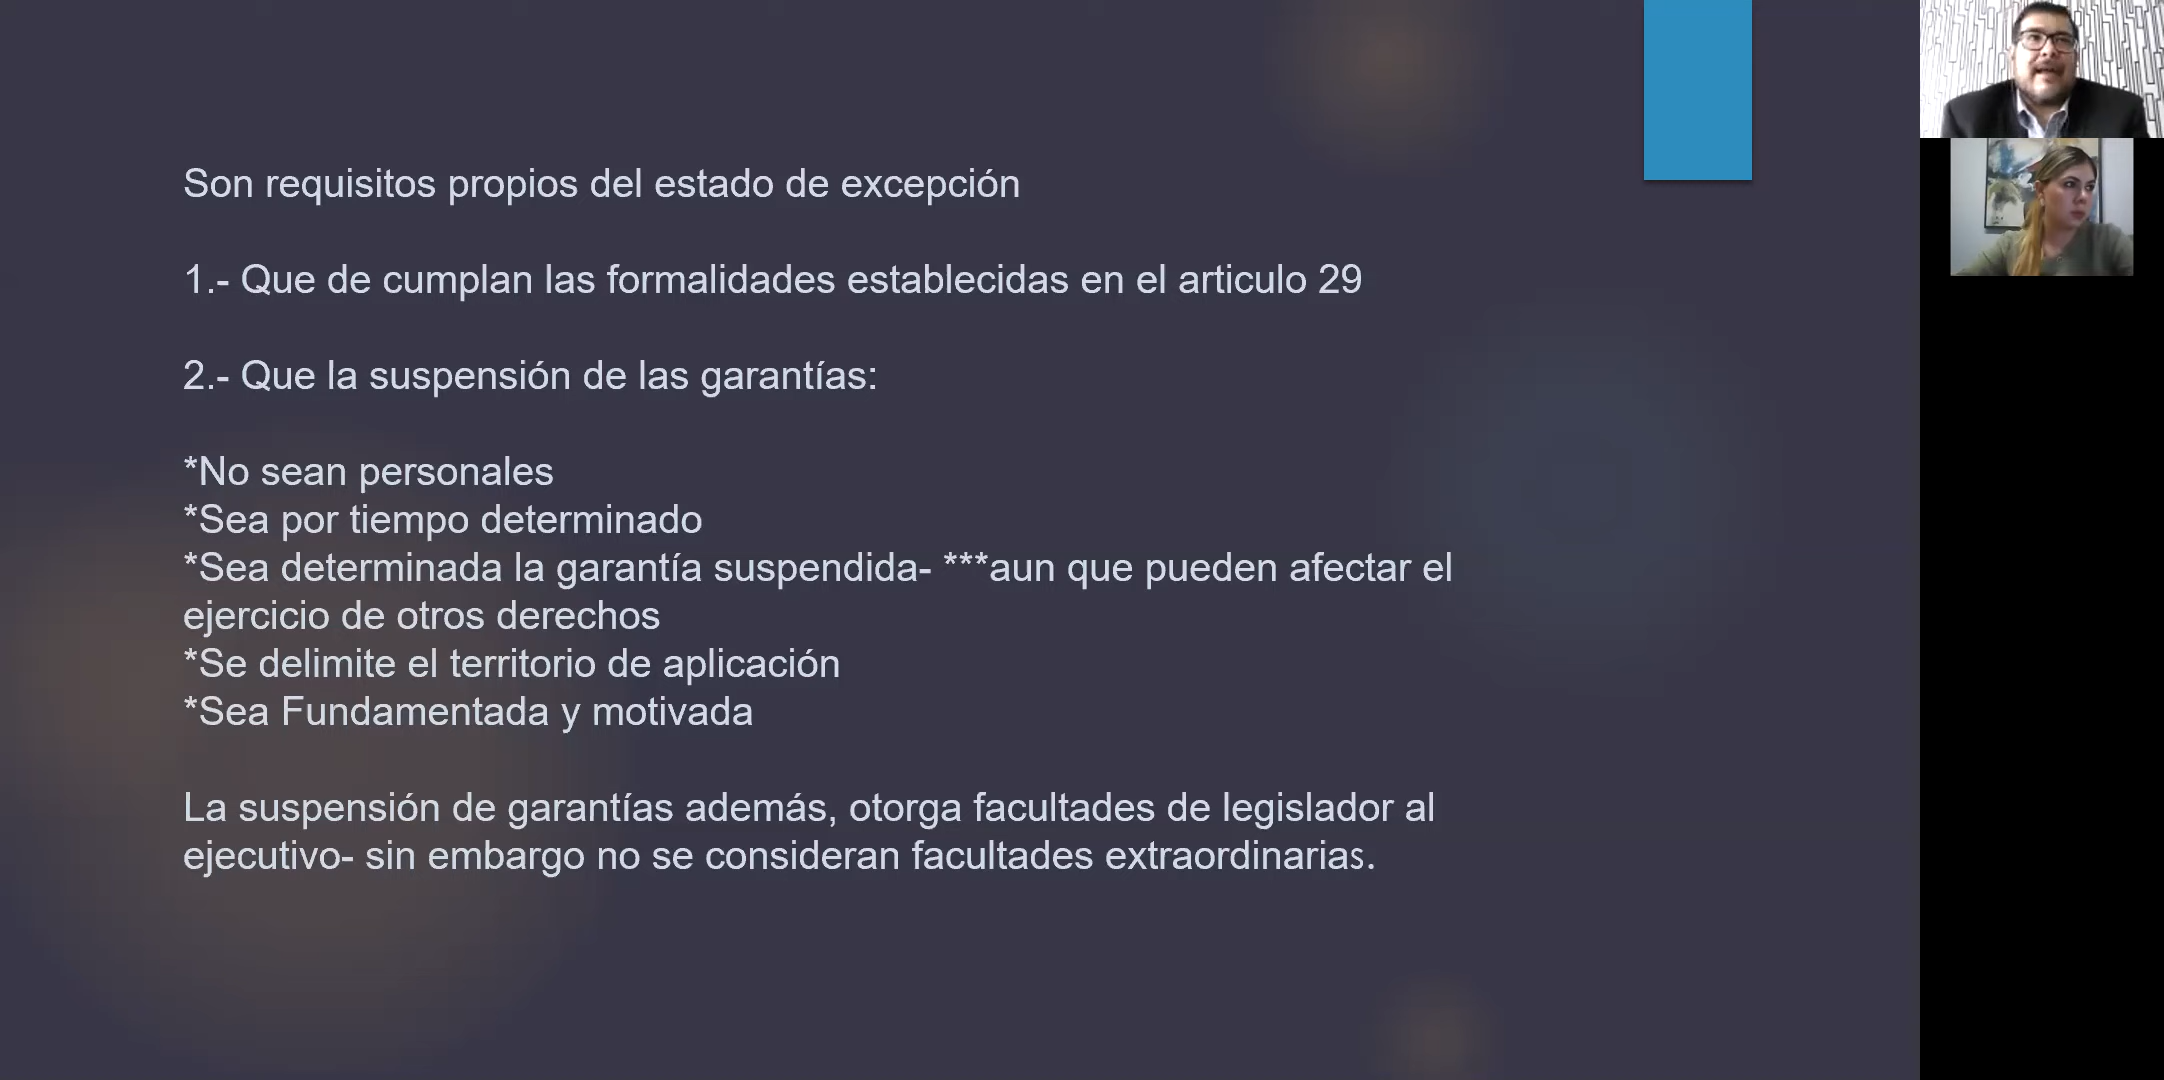 Son requisitos propios del estado de excepción
1.- Que de cumplan las formalidades establecidas en el articulo 29
2.- Que la suspensión de las garantías:
*No sean personales
*Sea por tiempo determinado
*Sea determinada la garantía suspendida- ***aun que pueden afectar el
ejercicio de otros derechos
*Se delimite el territorio de aplicación
*Sea Fundamentada y motivada
La suspensión de garantías además, otorga facultades de legislador al
ejecutivo- sin embargo no se consideran facultades extraordinarias.